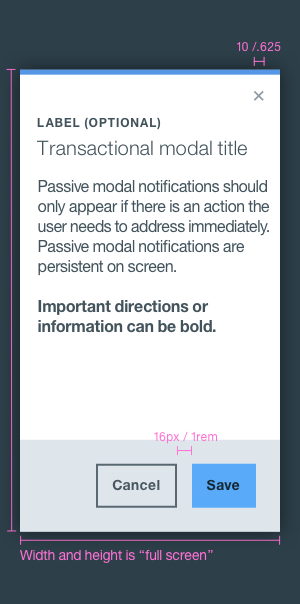 10 /.625
LABEL (OPTIONAL)
Transactional modal title
Passive modal notifications should
only appear if there is an action the
user needs to address immediately.
Passive modal notifications are
persistent on screen.
Important directions or
information can be bold.
16px / 1rem
Cancel
Save
Width and height is “full screen”